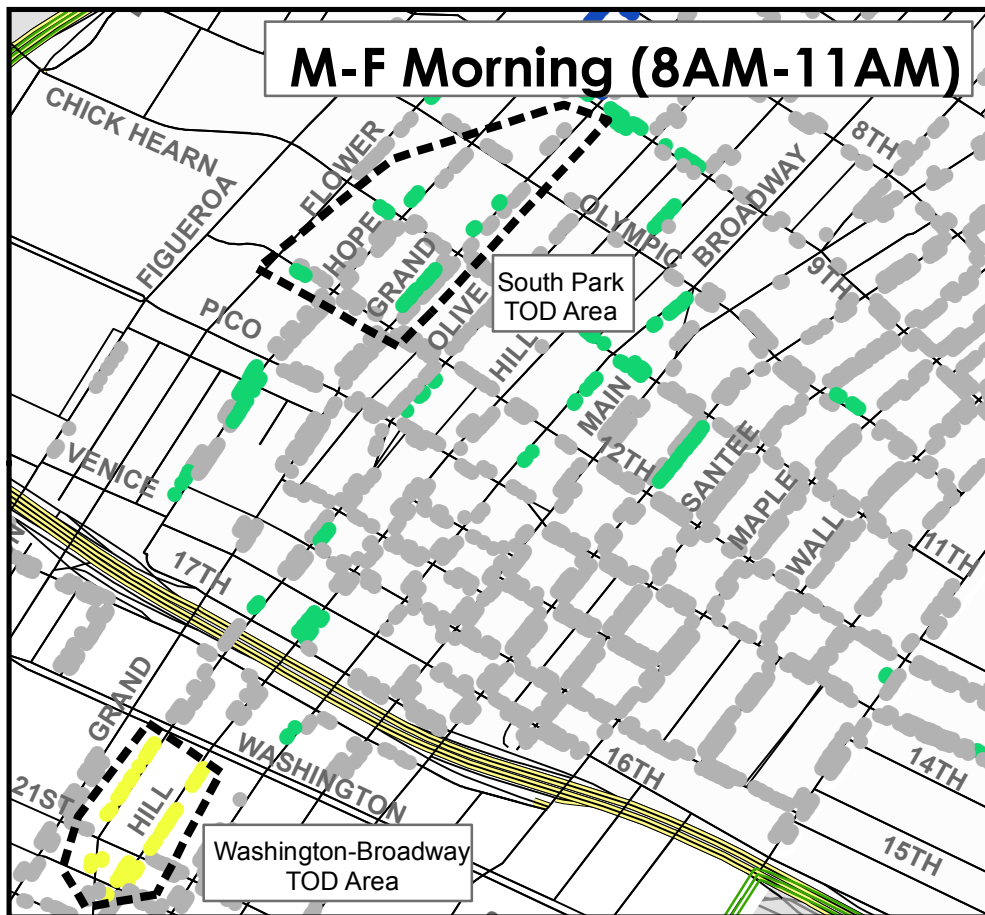 M-F Morning (8AM-11AM)
CHICK HEARN
8TH
FLOWER
BROADWAY
FIGUEROA
OLYMPIC
HOPE
GRAND
9TH
South Park
TOD Area
PICO
OLIVE
HILL
MAIN
12TH
SANTEE
VENICE
MAPLE
WALL
11TH
17TH
GRAND
WASHINGTON
16TH
14TH
21ST
HILL
15TH
Washington-Broadway
TOD Area